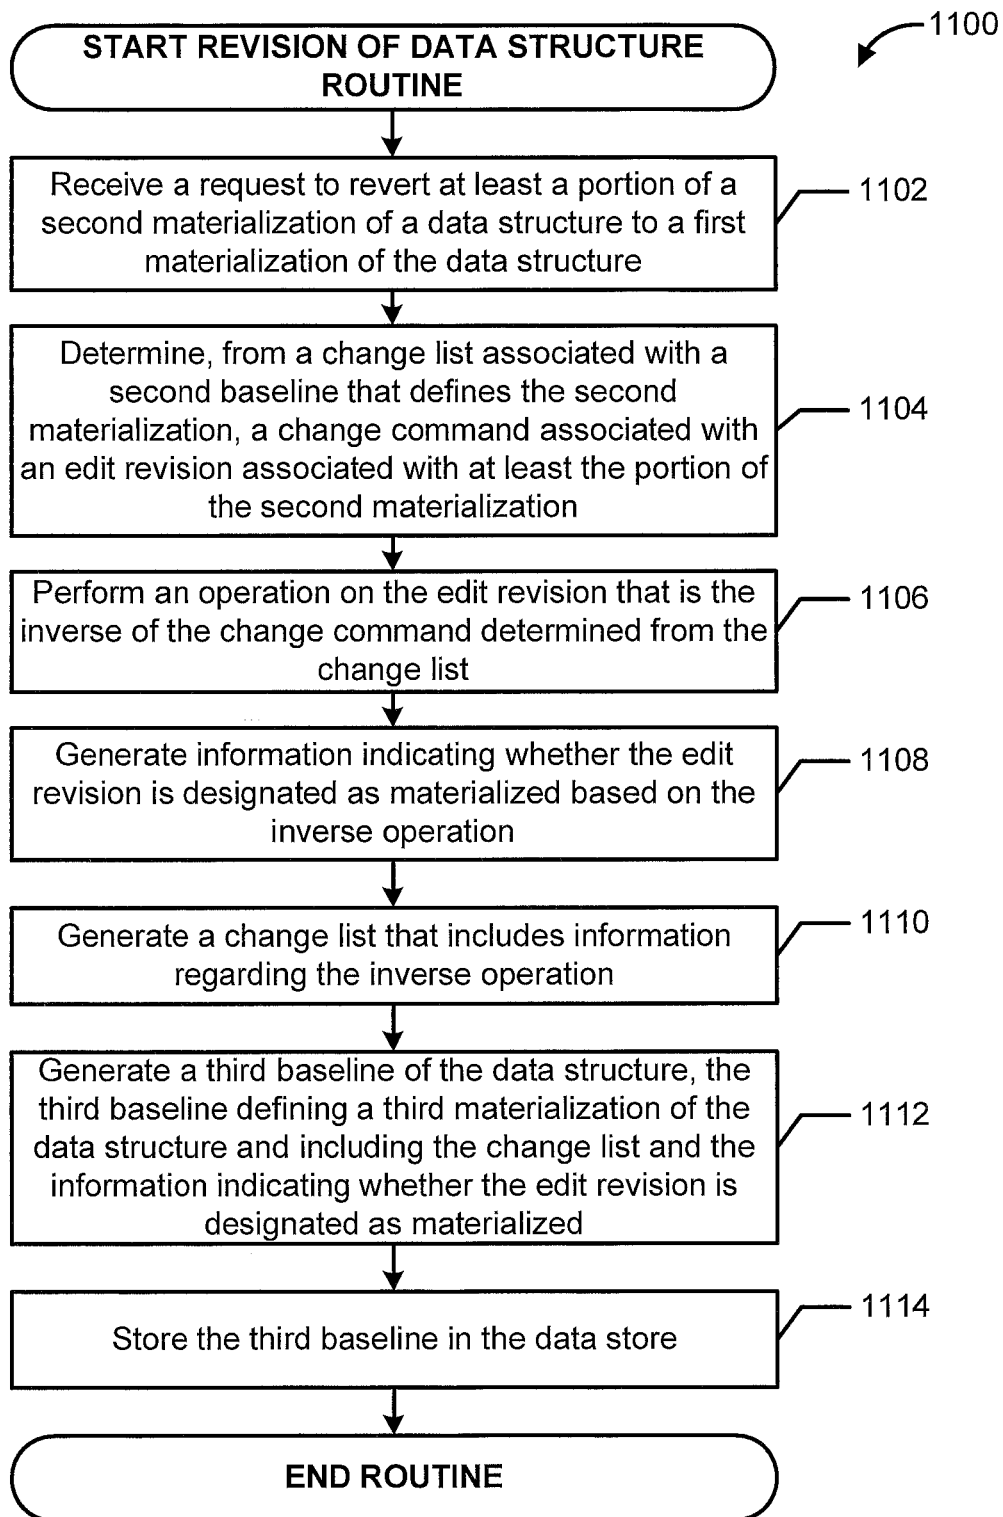 1100
START REVISION OF DATA STRUCTURE
ROUTINE
Receive a request to revert at least a portion of a
second materialization of a data structure to a first
materialization of the data structure
1102
Determine, from a change list associated with a
second baseline that defines the second
materialization, a change command associated with
an edit revision associated with at least the portion of
the second materialization
1104
Perform an operation on the edit revision that is the
inverse of the change command determined from the
change list
1106
Generate information indicating whether the edit
revision is designated as materialized based on the
inverse operation
1108
Generate a change list that includes information
regarding the inverse operation
1110
Generate a third baseline of the data structure, the
third baseline defining a third materialization of the
data structure and including the change list and the
information indicating whether the edit revision is
designated as materialized
1112
Store the third baseline in the data store
1114
END ROUTINE